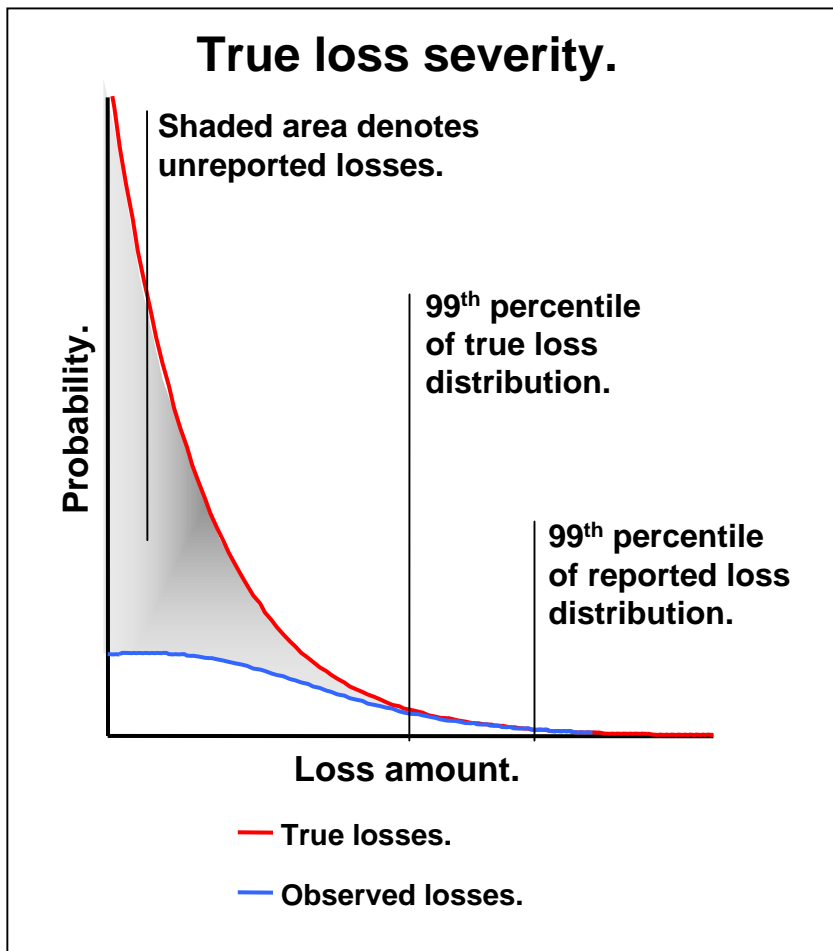 True loss severity.
Shaded area denotes
unreported losses.
99th percentile
of true loss
distribution.
Probability.
99th percentile
of reported loss
distribution.
Loss amount.
True losses.
Observed losses.